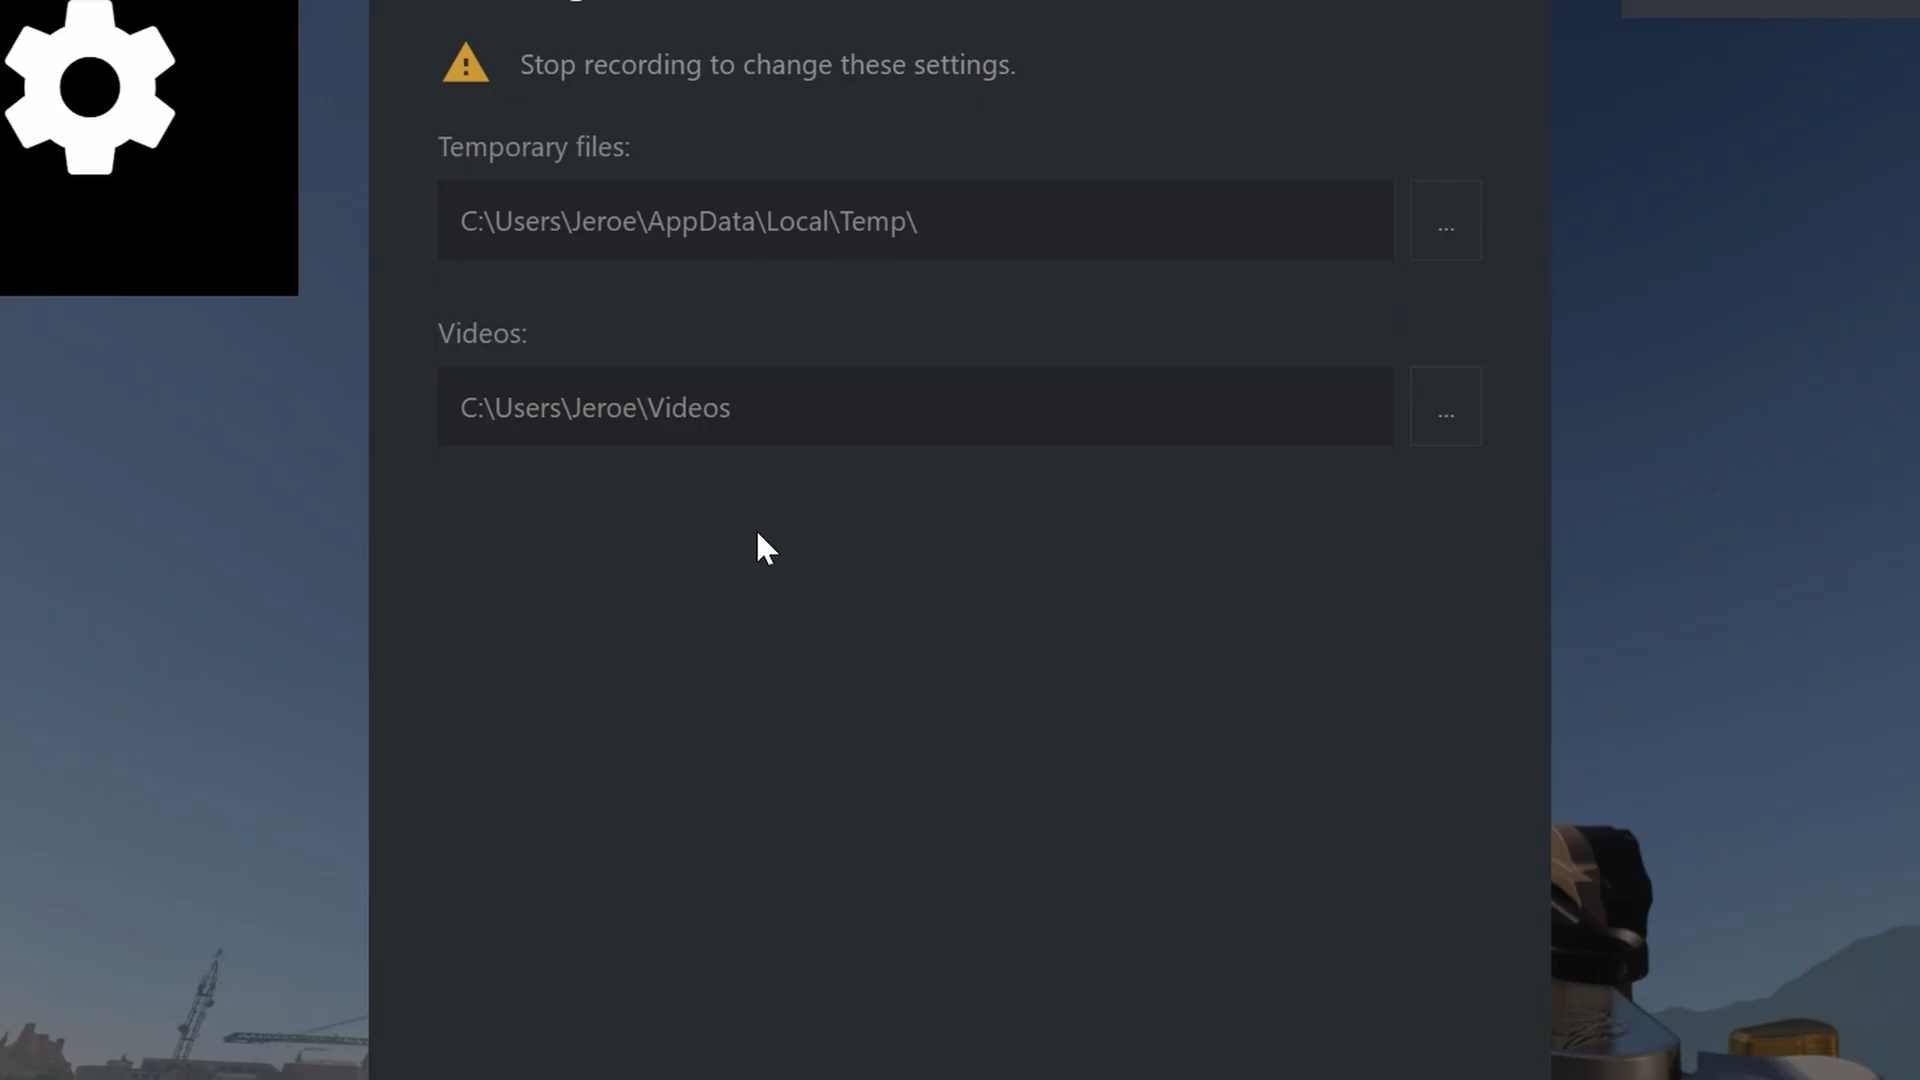 Stop recording to change these settings.
Temporary files:
C:\Users\Jeroe\AppData\Local\Temp\
...
Videos:
C:\Users\Jeroe\Videos
...